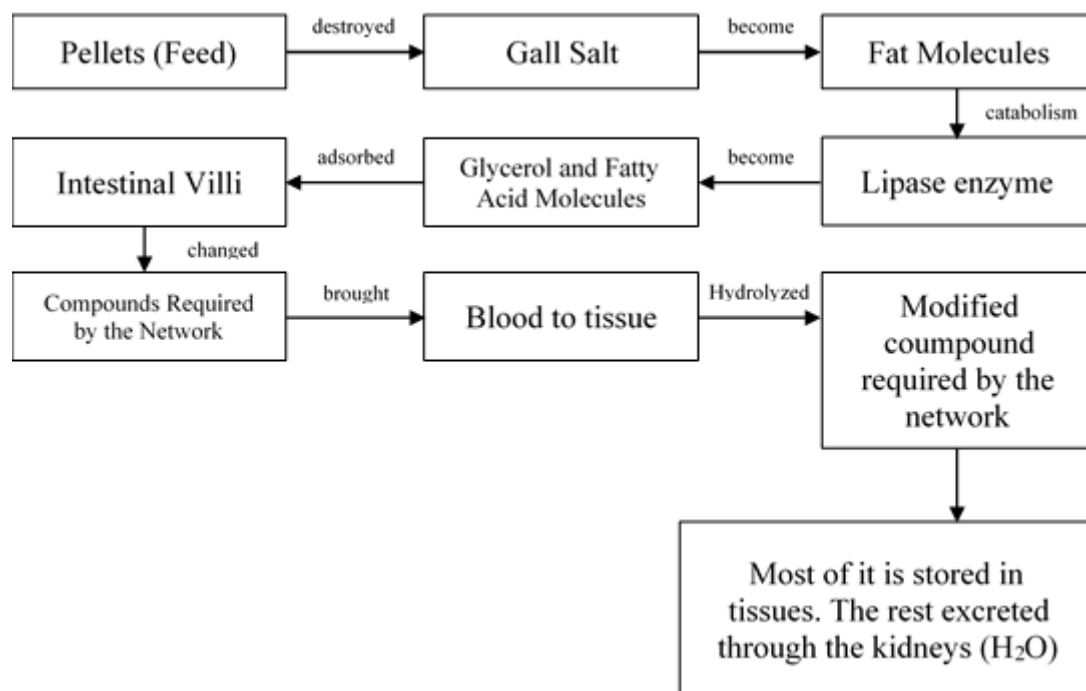 Pellets (Feed)
destroyed
Gall Salt
become
Fat Molecules
catabolism
Lipase enzyme
become
Glycerol and Fatty
Acid Molecules
adsorbed
Intestinal Villi
changed
Compounds Required
by the Network
brought
Blood to tissue
Hydrolyzed
Modified
coumpound
required by the
network
Most of it is stored in
tissues. The rest excreted
through the kidneys (H₂O)